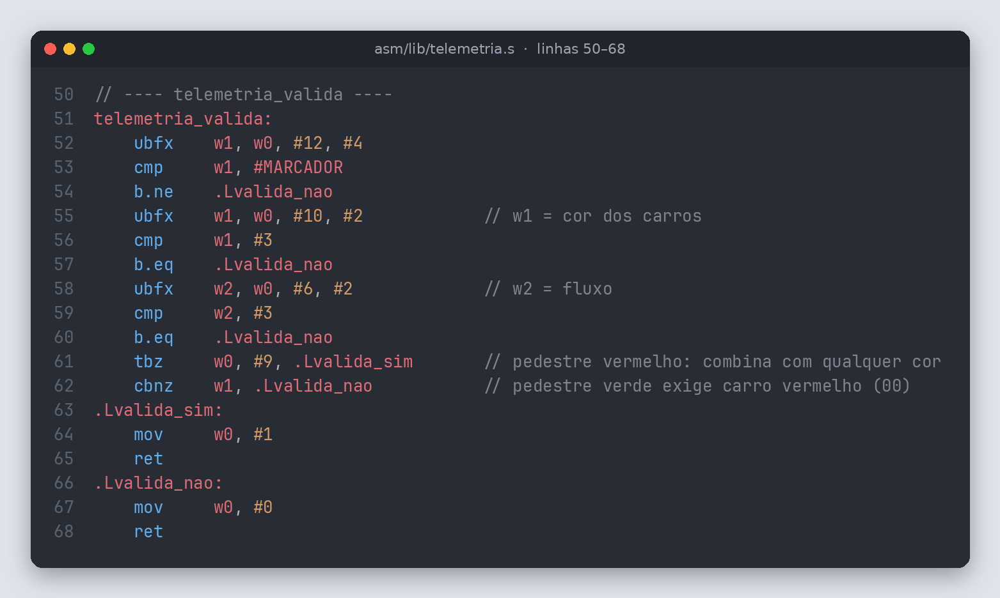 asm/lib/telemetria.s · linhas 50–68
50 // ---- telemetria_valida ----
51 telemetria_valida:
52     ubfx    w1, w0, #12, #4
53     cmp     w1, #MARCADOR
54     b.ne    .Lvalida_nao
55     ubfx    w1, w0, #10, #2            // w1 = cor dos carros
56     cmp     w1, #3
57     b.eq    .Lvalida_nao
58     ubfx    w2, w0, #6, #2             // w2 = fluxo
59     cmp     w2, #3
60     b.eq    .Lvalida_nao
61     tbz     w0, #9, .Lvalida_sim       // pedestre vermelho: combina com qualquer cor
62     cbnz    w1, .Lvalida_nao           // pedestre verde exige carro vermelho (00)
63 .Lvalida_sim:
64     mov     w0, #1
65     ret
66 .Lvalida_nao:
67     mov     w0, #0
68     ret